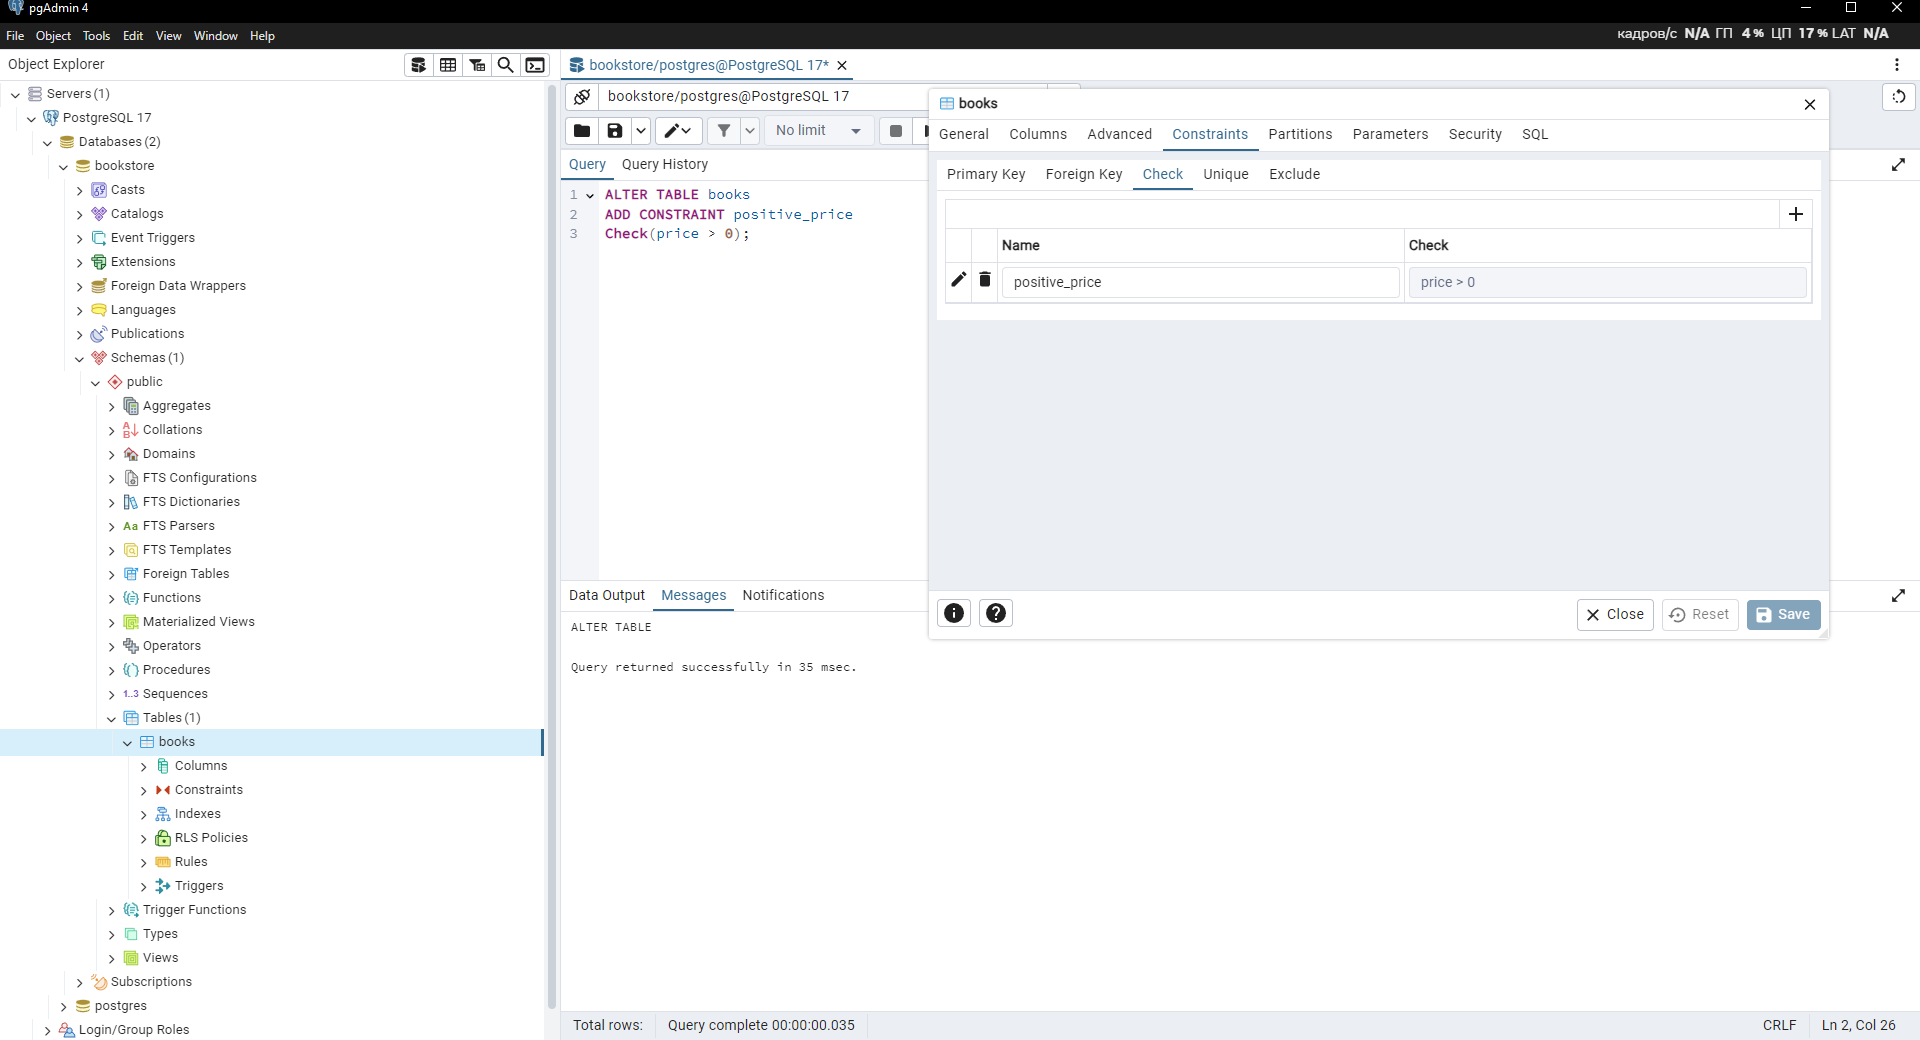 pgAdmin 4
File Object Tools Edit View Window Help
кадров/с N/A ГП 4 % ЦП 17 % LAT N/A
Object Explorer
Servers (1)
PostgreSQL 17
Databases (2)
bookstore
Casts
Catalogs
Event Triggers
Extensions
Foreign Data Wrappers
Languages
Publications
Schemas (1)
public
Aggregates
Collations
Domains
FTS Configurations
FTS Dictionaries
Aa FTS Parsers
FTS Templates
Foreign Tables
Functions
Materialized Views
Operators
Procedures
1..3 Sequences
Tables (1)
books
Columns
Constraints
Indexes
RLS Policies
Rules
Triggers
Trigger Functions
Types
Views
Subscriptions
postgres
Login/Group Roles
bookstore/postgres@PostgreSQL 17*
bookstore/postgres@PostgreSQL 17
No limit
Query Query History
1 ALTER TABLE books
2 ADD CONSTRAINT positive_price
3 Check(price > 0);
books
General Columns Advanced Constraints Partitions Parameters Security SQL
Primary Key Foreign Key Check Unique Exclude
Name Check
positive_price price > 0
Close Reset Save
Data Output Messages Notifications
ALTER TABLE
Query returned successfully in 35 msec.
Total rows: Query complete 00:00:00.035 CRLF Ln 2, Col 26